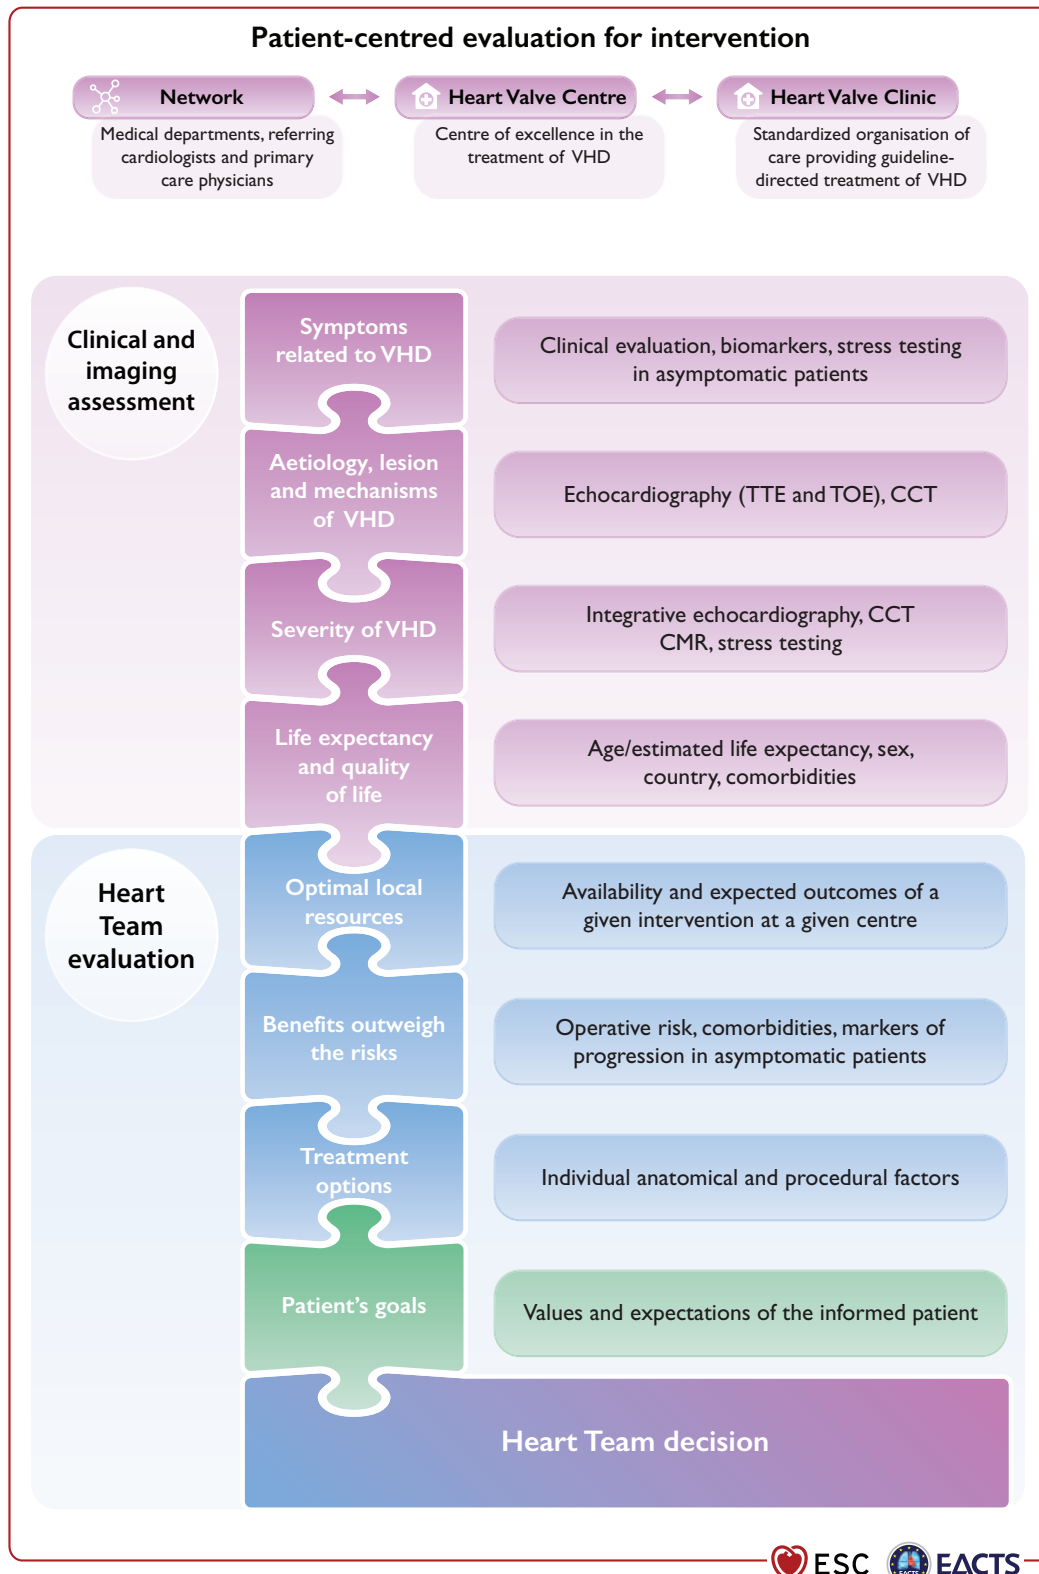 Patient-centred evaluation for intervention
Network
Medical departments, referring
cardiologists and primary
care physicians
Heart Valve Centre
Centre of excellence in the
treatment of VHD
Heart Valve Clinic
Standardized organisation of
care providing guideline-
directed treatment of VHD
Clinical and
imaging
assessment
Symptoms
related to VHD
Clinical evaluation, biomarkers, stress testing
in asymptomatic patients
Aetiology, lesion
and mechanisms
of VHD
Echocardiography (TTE and TOE), CCT
Severity of VHD
Integrative echocardiography, CCT
CMR, stress testing
Life expectancy
and quality
of life
Age/estimated life expectancy, sex,
country, comorbidities
Heart
Team
evaluation
Optimal local
resources
Availability and expected outcomes of a
given intervention at a given centre
Benefits outweigh
the risks
Operative risk, comorbidities, markers of
progression in asymptomatic patients
Treatment
options
Individual anatomical and procedural factors
Patient's goals
Values and expectations of the informed patient
Heart Team decision
ESC
EACTS
EACTS